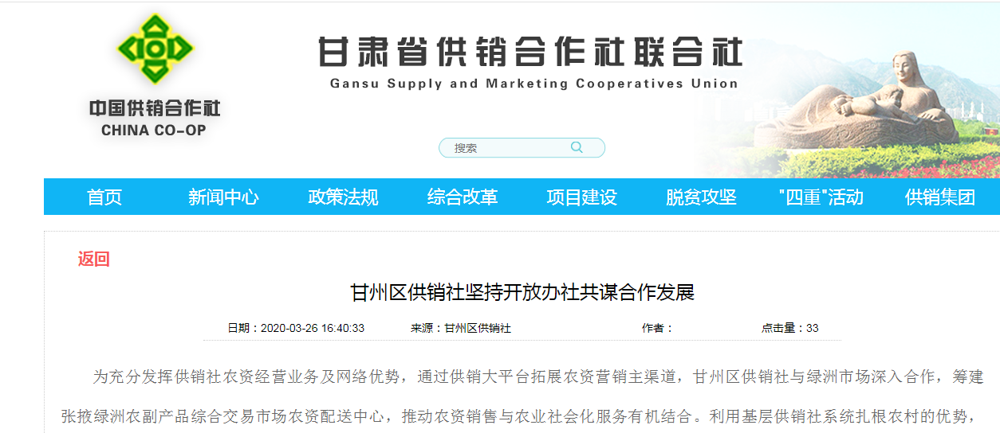 甘肃省供销合作社联合社
Gansu Supply and Marketing Cooperatives Union
中国供销合作社
CHINA CO-OP
搜索
首页 新闻中心 政策法规 综合改革 项目建设 脱贫攻坚 "四重"活动 供销集团
返回
甘州区供销社坚持开放办社共谋合作发展
日期：2020-03-26 16:40:33 来源：甘州区供销社 作者： 点击量：33
为充分发挥供销社农资经营业务及网络优势，通过供销大平台拓展农资营销主渠道，甘州区供销社与绿洲市场深入合作，筹建
张掖绿洲农副产品综合交易市场农资配送中心，推动农资销售与农业社会化服务有机结合。利用基层供销社系统扎根农村的优势，